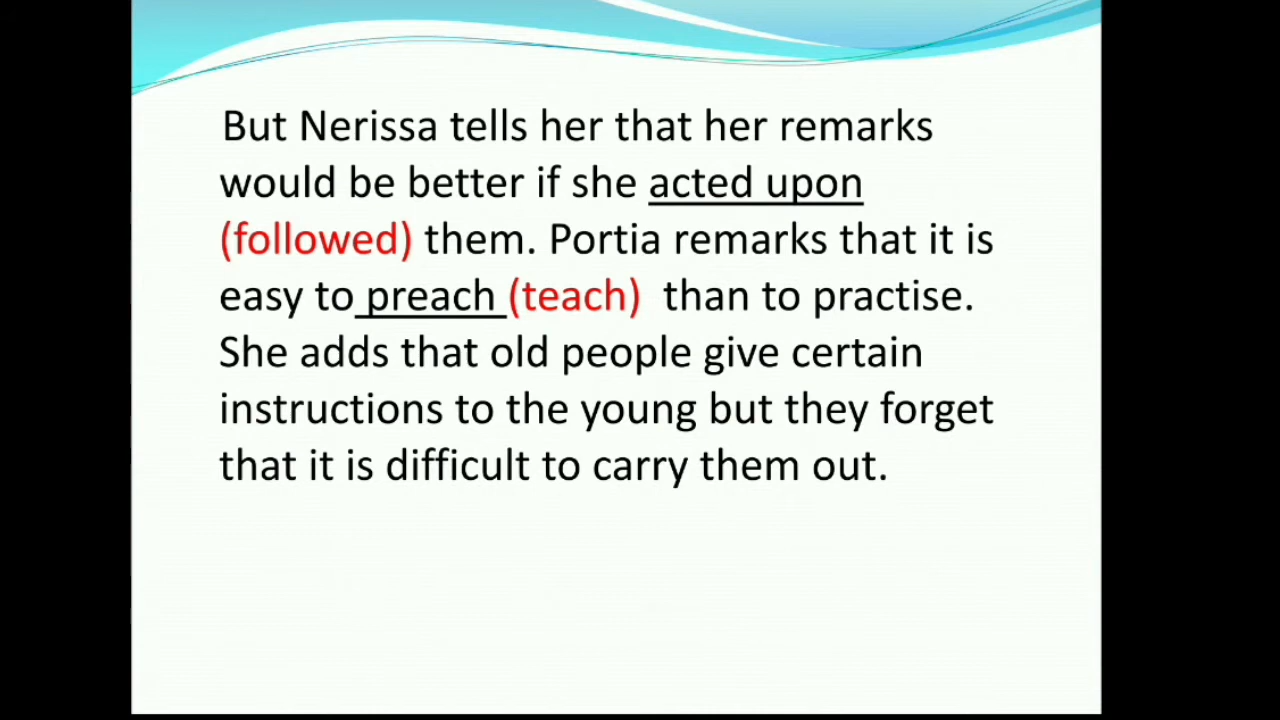 But Nerissa tells her that her remarks
would be better if she acted upon
(followed) them. Portia remarks that it is
easy to preach (teach) than to practise.
She adds that old people give certain
instructions to the young but they forget
that it is difficult to carry them out.